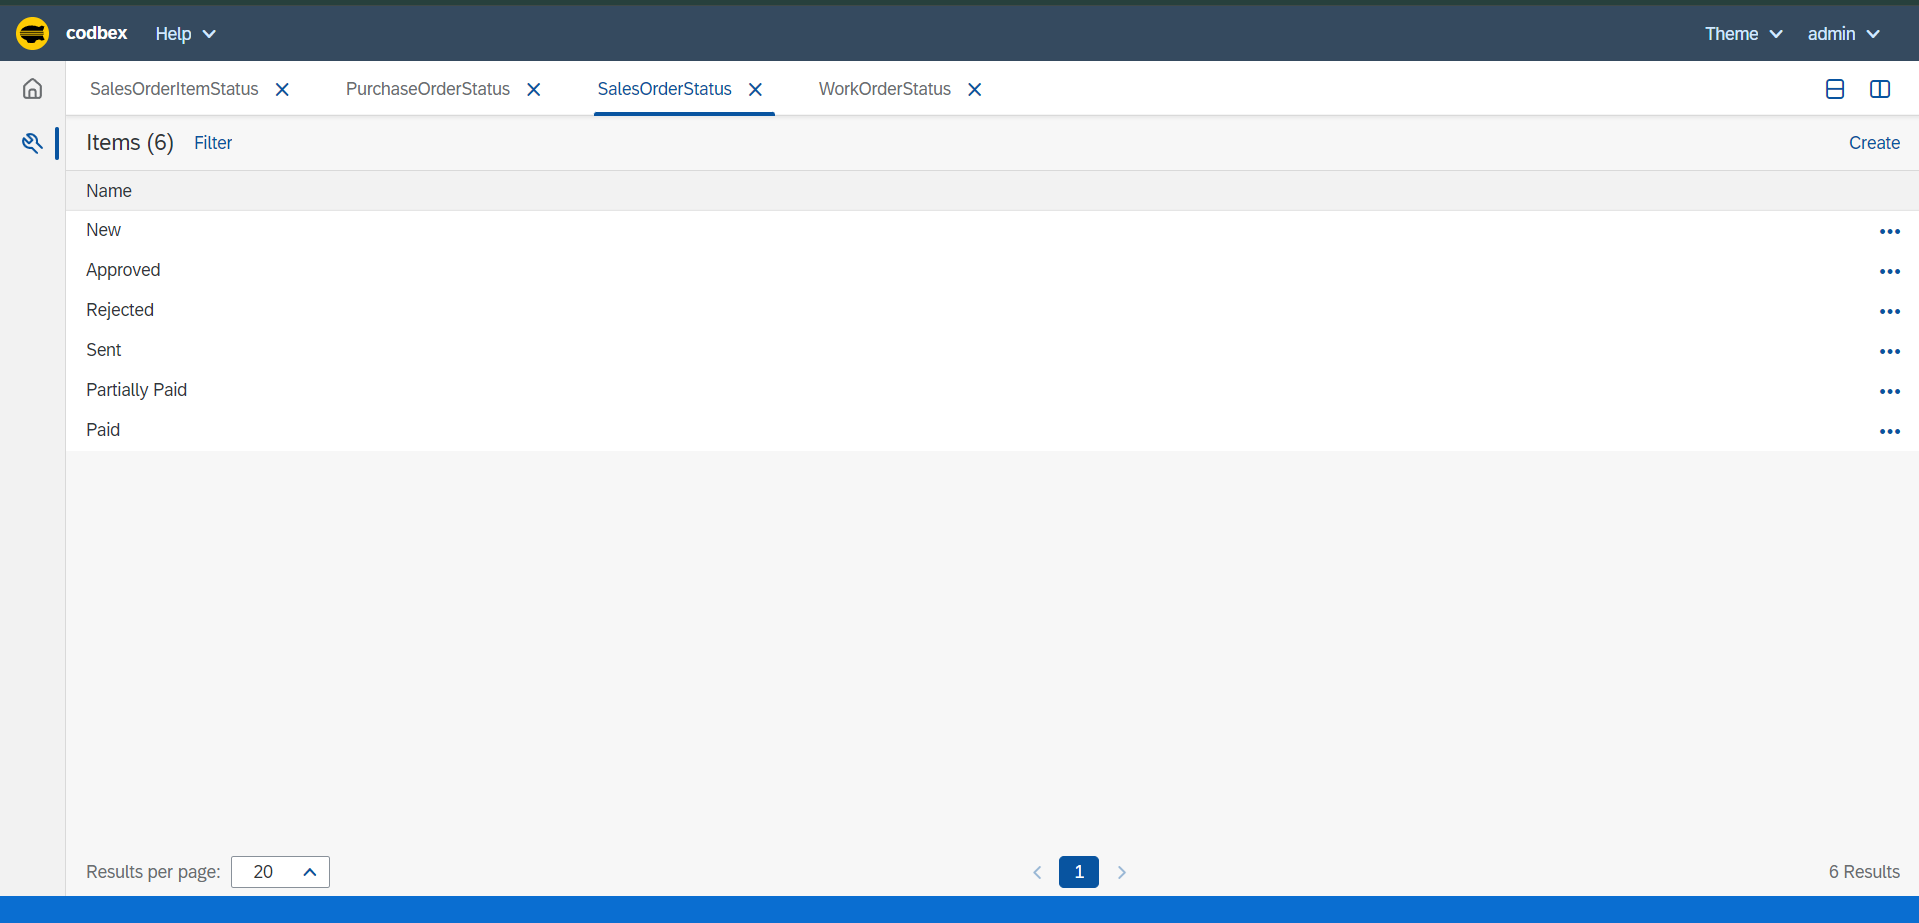 codbex Help Theme admin
SalesOrderItemStatus PurchaseOrderStatus SalesOrderStatus WorkOrderStatus
Items (6) Filter Create
Name
New
Approved
Rejected
Sent
Partially Paid
Paid
Results per page: 20 1 6 Results